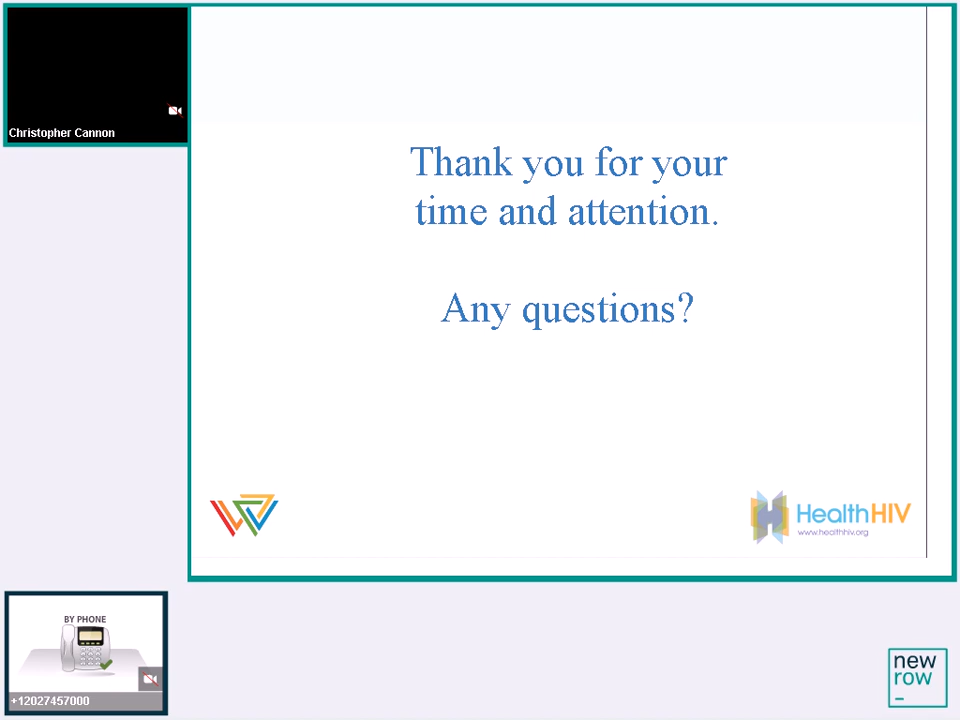 Christopher Cannon
Thank you for your
time and attention.
Any questions?
HealthHIV
www.healthhiv.org
BY PHONE
+12027457000
new
row